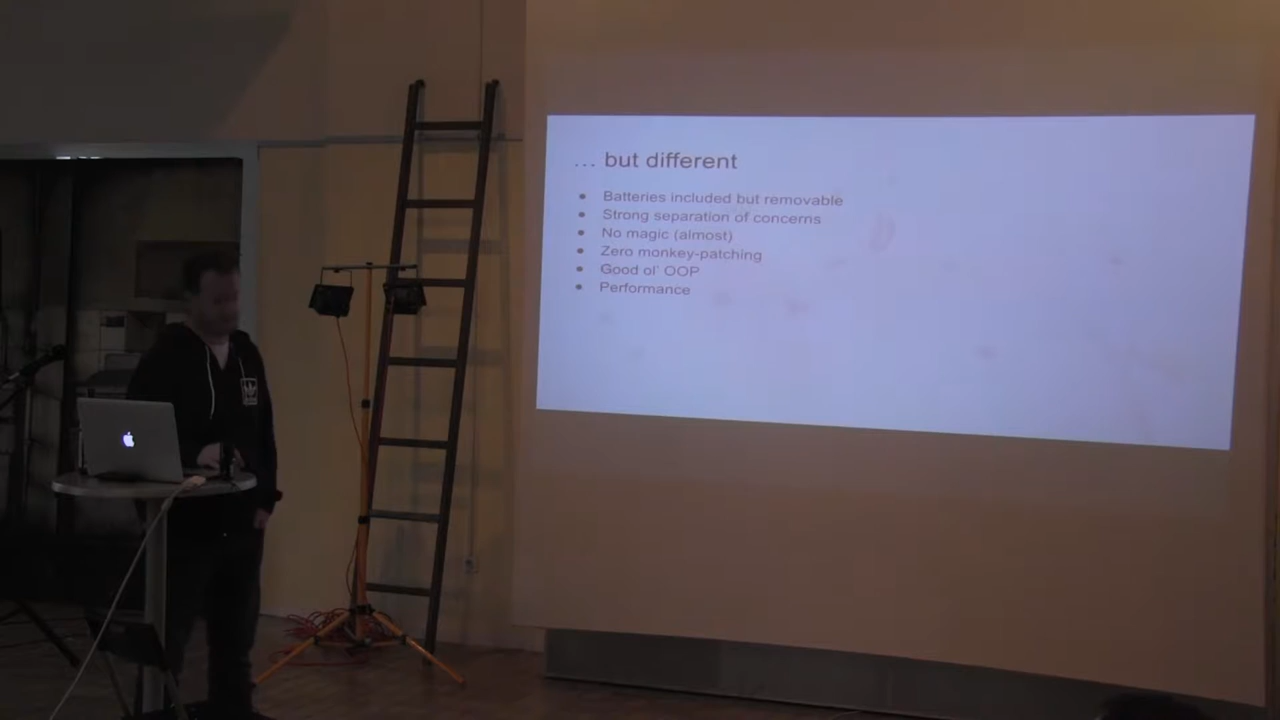 ... but different
Batteries included but removable
Strong separation of concerns
No magic (almost)
Zero monkey-patching
Good ol' OOP
Performance